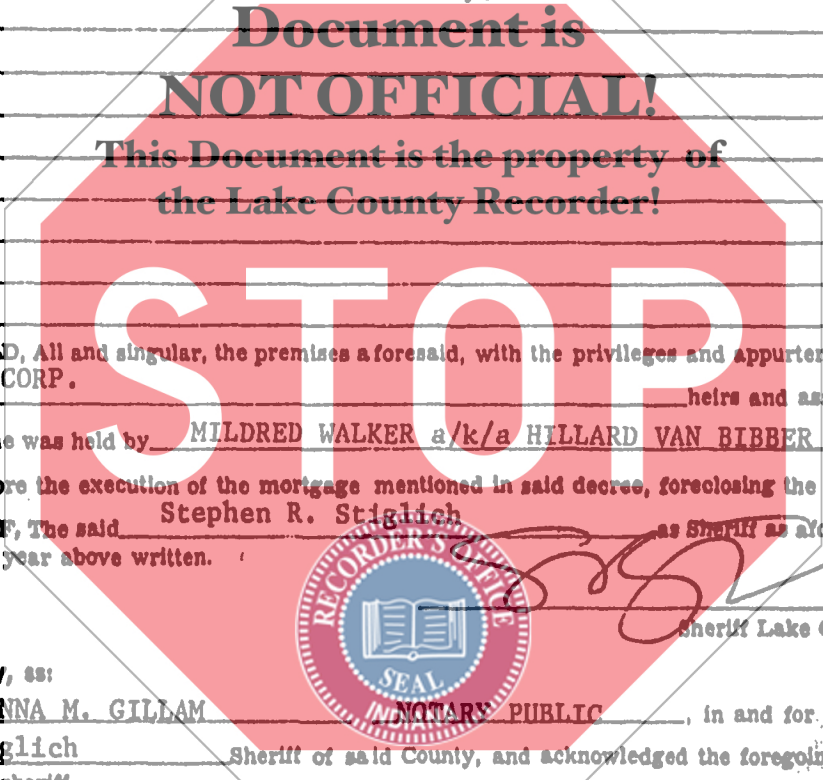 Document is
NOT OFFICIAL!
This Document is the property of
the Lake County Recorder!
STOP
D, All and singular, the premises aforesaid, with the privileges and appurten
CORP.
heirs and as
e was held by MILDRED WALKER a/k/a HILLARD VAN BIBBER
re the execution of the mortgage mentioned in said decree, foreclosing the
F, The said Stephen R. Stiglich as Sheriff as afo
year above written.
RECORDER'S OFFICE
SEAL
INDIANA
Sheriff Lake
y, ss:
NNA M. GILLAM NOTARY PUBLIC, in and for
glich Sheriff of said County, and acknowledged the foregoin